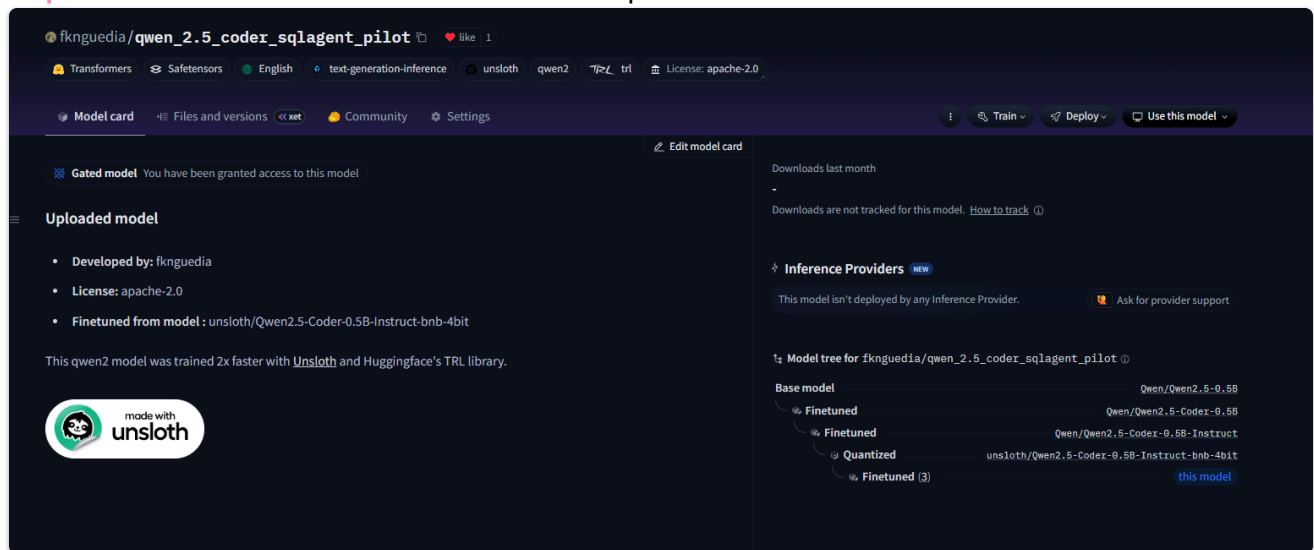 fknguedia/qwen_2.5_coder_sqlagent_pilot like 1
Transformers Safetensors English text-generation-inference unsloth qwen2 TRL trl License: apache-2.0
Model card Files and versions xet Community Settings Train Deploy Use this model
Edit model card
Gated model You have been granted access to this model
Uploaded model
• Developed by: fknguedia
• License: apache-2.0
• Finetuned from model : unsloth/Qwen2.5-Coder-0.5B-Instruct-bnb-4bit
This qwen2 model was trained 2x faster with Unsloth and Huggingface's TRL library.
made with
unsloth
Downloads last month
-
Downloads are not tracked for this model. How to track
Inference Providers NEW
This model isn't deployed by any Inference Provider. Ask for provider support
Model tree for fknguedia/qwen_2.5_coder_sqlagent_pilot
Base model Qwen/Qwen2.5-0.5B
Finetuned Qwen/Qwen2.5-Coder-0.5B
Finetuned Qwen/Qwen2.5-Coder-0.5B-Instruct
Quantized unsloth/Qwen2.5-Coder-0.5B-Instruct-bnb-4bit
Finetuned (3) this model